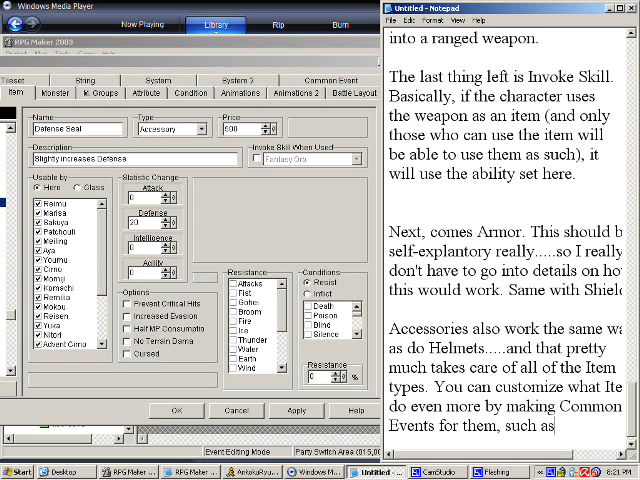 Windows Media Player
Now Playing
Library
Rip
Burn
RPG Maker 2003
Tileset
String
System
System 2
Common Event
Item
Monster
M. Groups
Attribute
Condition
Animations
Animations 2
Battle Layout
Name
Defense Seal
Type
Accessory
Price
500
Description
Slightly increases Defense
Invoke Skill When Used
Fantasy Orb
Usable by
Hero
Class
Reimu
Marisa
Sakuya
Patchouli
Meiling
Aya
Youmu
Cirno
Momiji
Komachi
Remilia
Mokou
Reisen
Yuka
Nitori
Advent Cirno
Statistic Change
Attack
0
Defense
20
Intelligence
0
Agility
0
Options
Prevent Critical Hits
Increased Evasion
Half MP Consumptio
No Terrain Dama
Cursed
Resistance
Attacks
Fist
Gohei
Broom
Fire
Ice
Thunder
Water
Earth
Wind
Conditions
Resist
Inflict
Death
Poison
Blind
Silence
Resistance
0
%
OK
Cancel
Apply
Help
Event Editing Mode
Party Switch Area (015,00
Untitled - Notepad
File Edit Format View Help
into a ranged weapon.
The last thing left is Invoke Skill.
Basically, if the character uses
the weapon as an item (and only
those who can use the item will
be able to use them as such), it
will use the ability set here.
Next, comes Armor. This should b
self-explantory really.....so I really
don't have to go into details on ho
this would work. Same with Shield
Accessories also work the same wa
as do Helmets.....and that pretty
much takes care of all of the Item
types. You can customize what Ite
do even more by making Common
Events for them, such as
Start
Desktop
RPG Maker ...
RPG Maker ...
AnkokuRyu...
Windows M...
Untitled - ...
CamStudio
Flapshing
8:21 PM